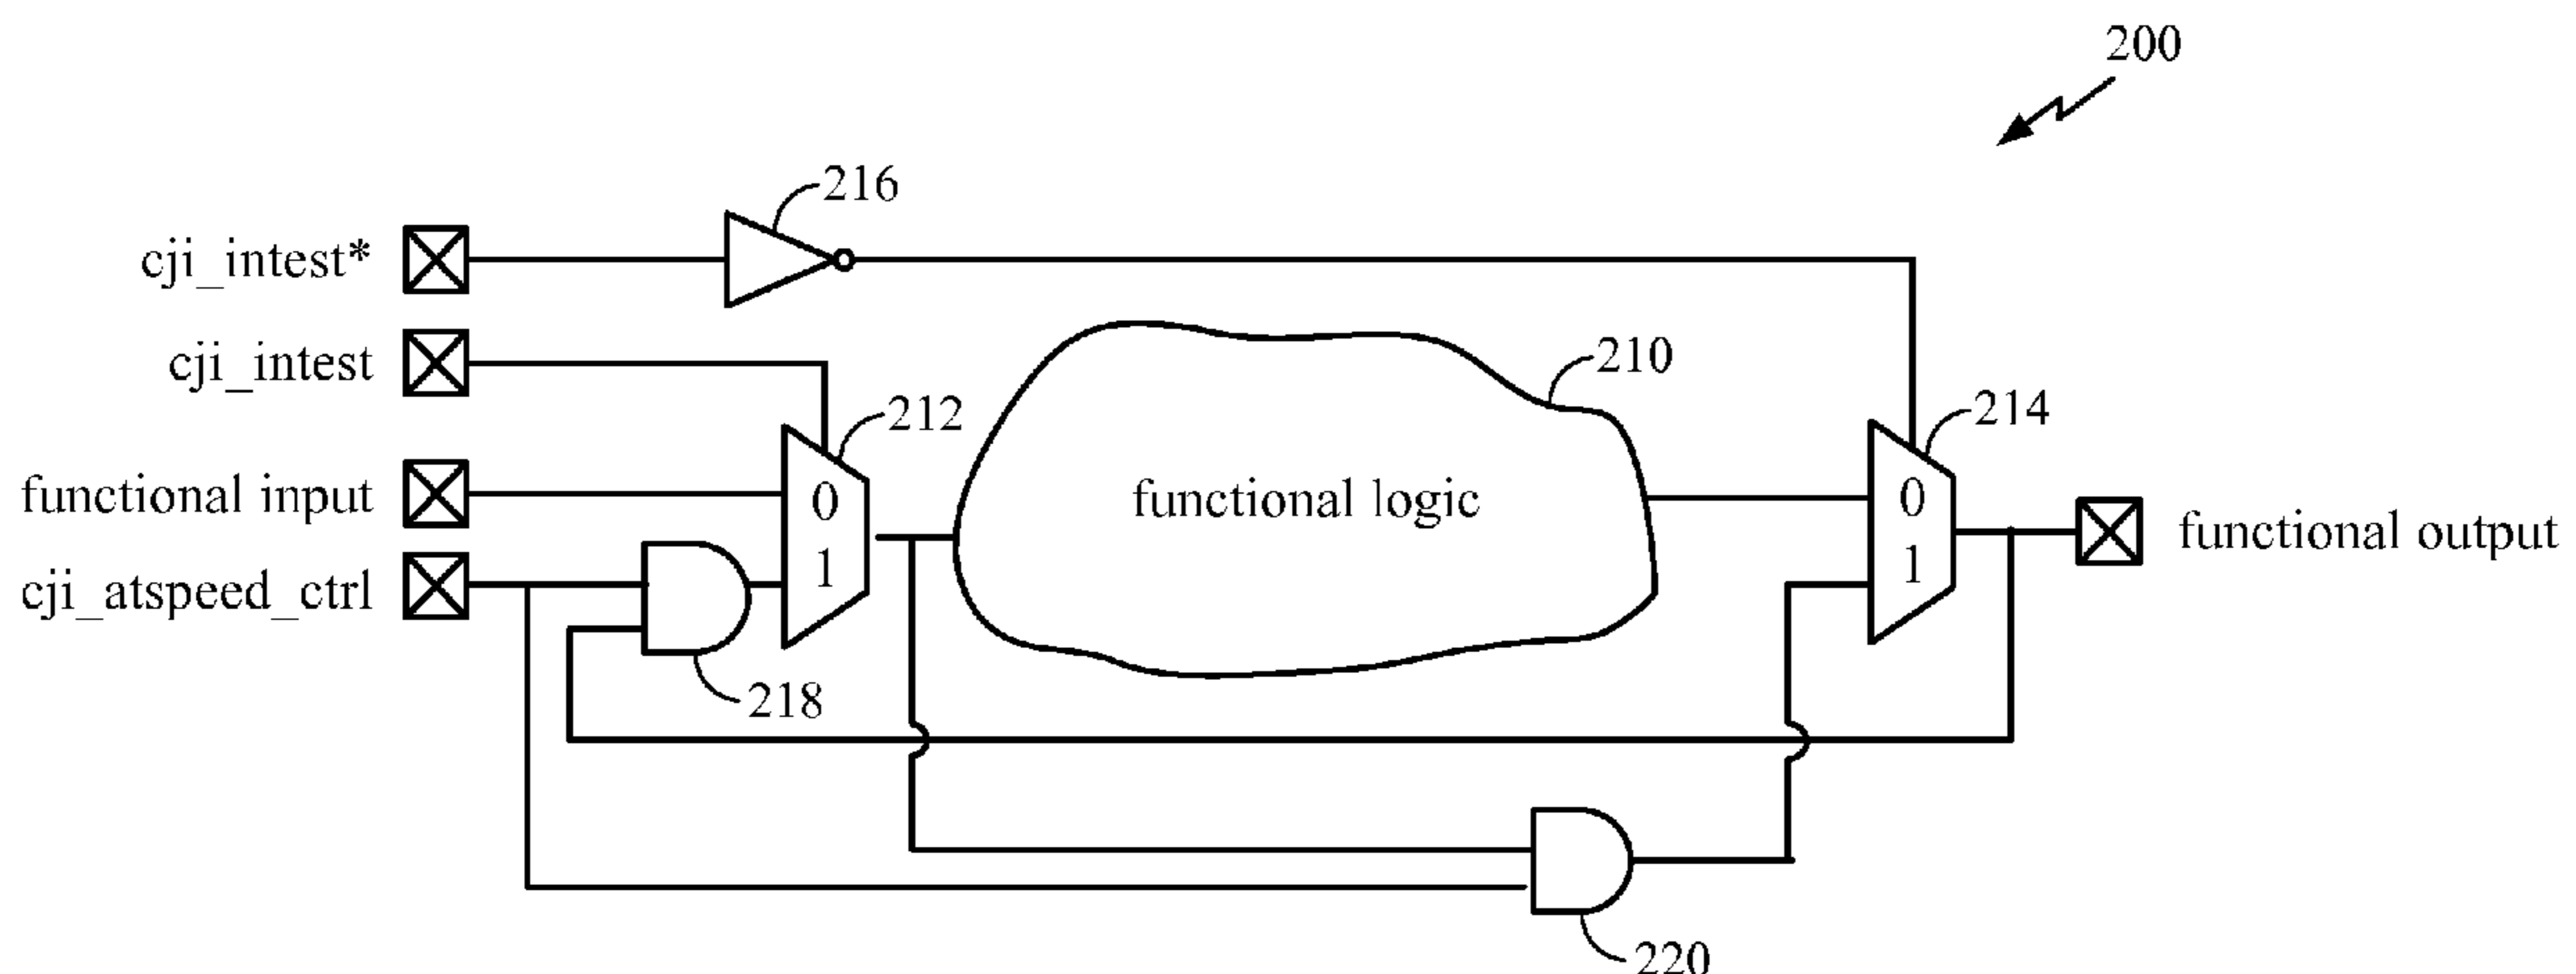 200
216
cji_intest*
cji_intest
210
212
214
functional input
0
functional logic
0
functional output
1
1
cji_atspeed_ctrl
218
220